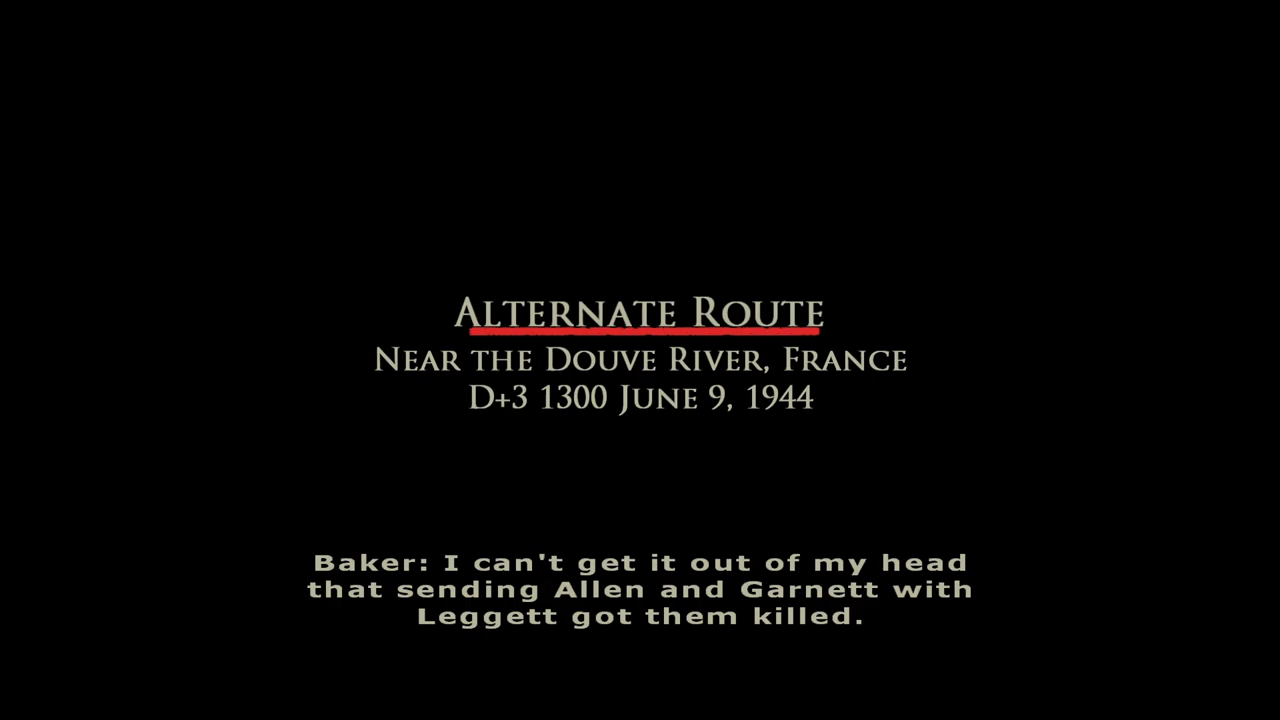 Alternate Route
Near the Douve River, France
D+3 1300 June 9, 1944
Baker: I can't get it out of my head
that sending Allen and Garnett with
Leggett got them killed.